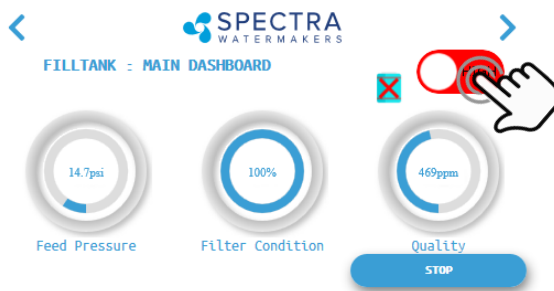 SPECTRA
WATERMAKERS
FILLTANK : MAIN DASHBOARD
14.7psi
100%
469ppm
Feed Pressure
Filter Condition
Quality
STOP